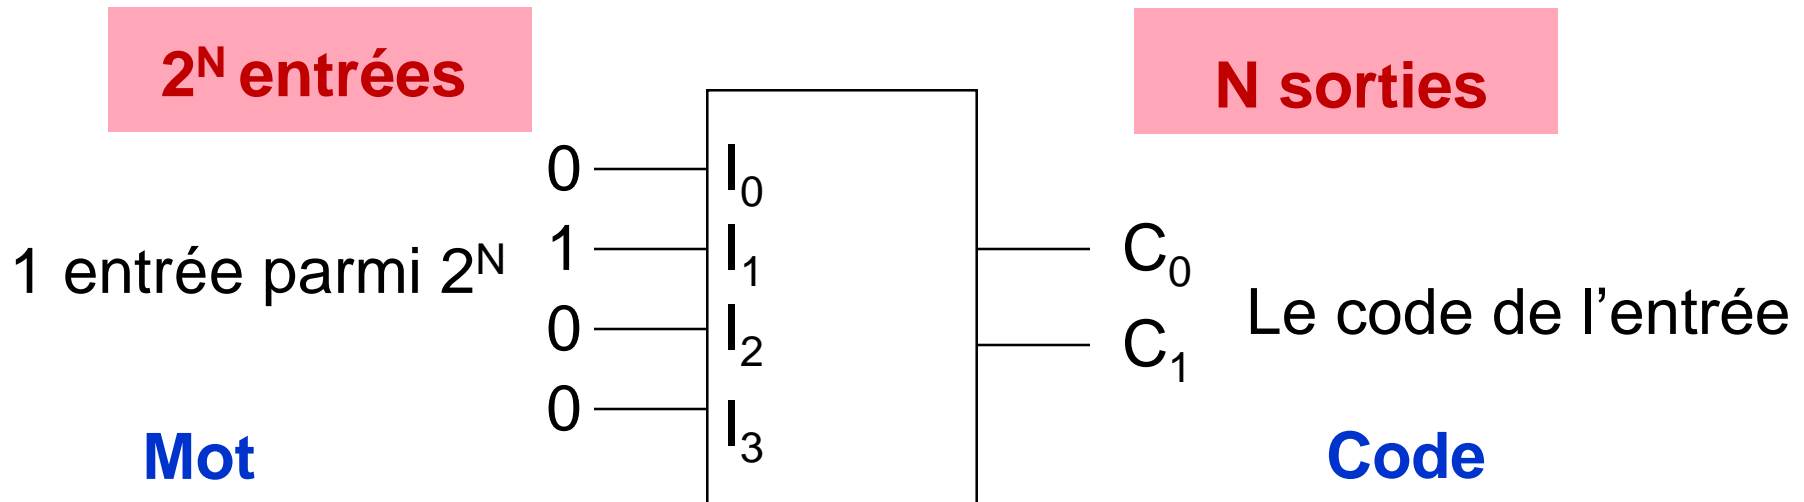 2ᴺ entrées
N sorties
0 I₀
1 entrée parmi 2ᴺ
1 I₁
C₀
0 I₂
Le code de l’entrée
C₁
0 I₃
Mot
Code